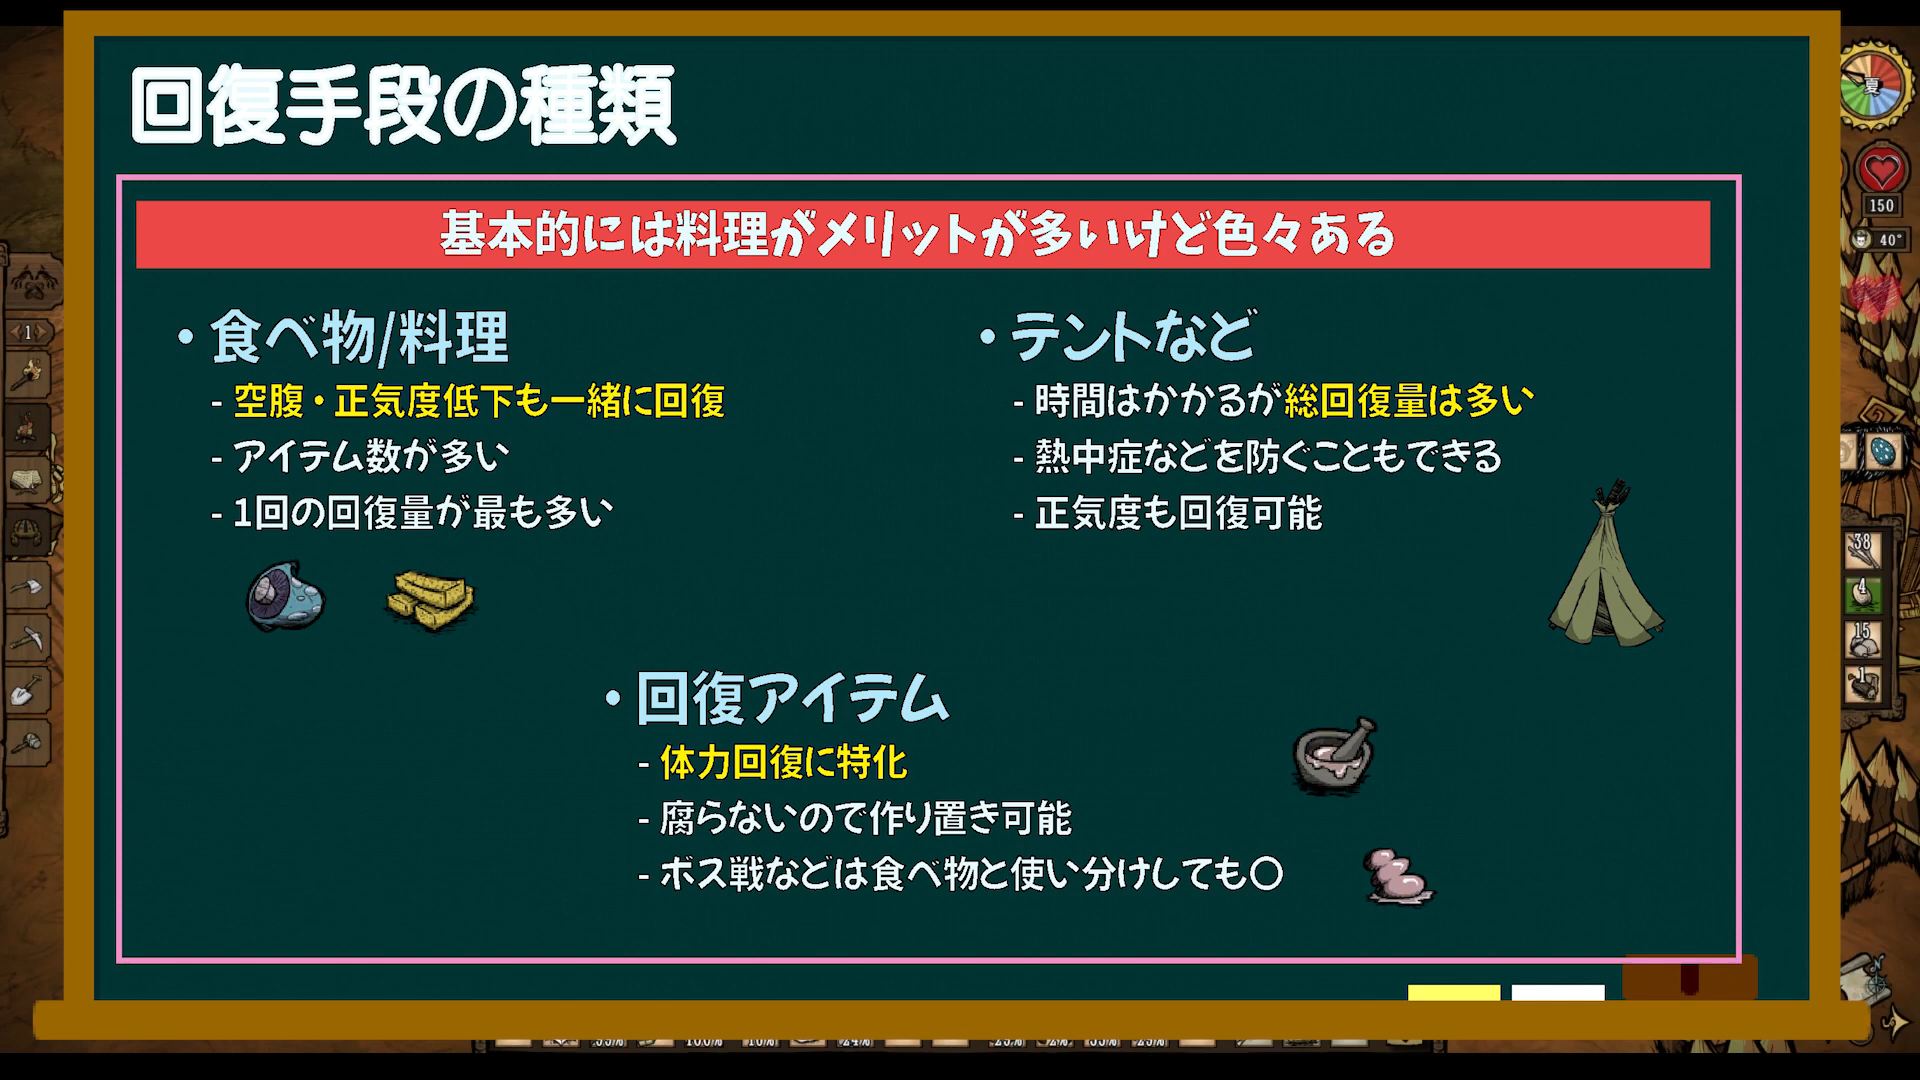 回復手段の種類
基本的には料理がメリットが多いけど色々ある
・食べ物/料理
- 空腹・正気度低下も一緒に回復
- アイテム数が多い
- 1回の回復量が最も多い
・テントなど
- 時間はかかるが総回復量は多い
- 熱中症などを防ぐこともできる
- 正気度も回復可能
・回復アイテム
- 体力回復に特化
- 腐らないので作り置き可能
- ボス戦などは食べ物と使い分けしても〇
夏
150
40°
1
38
4
15
1